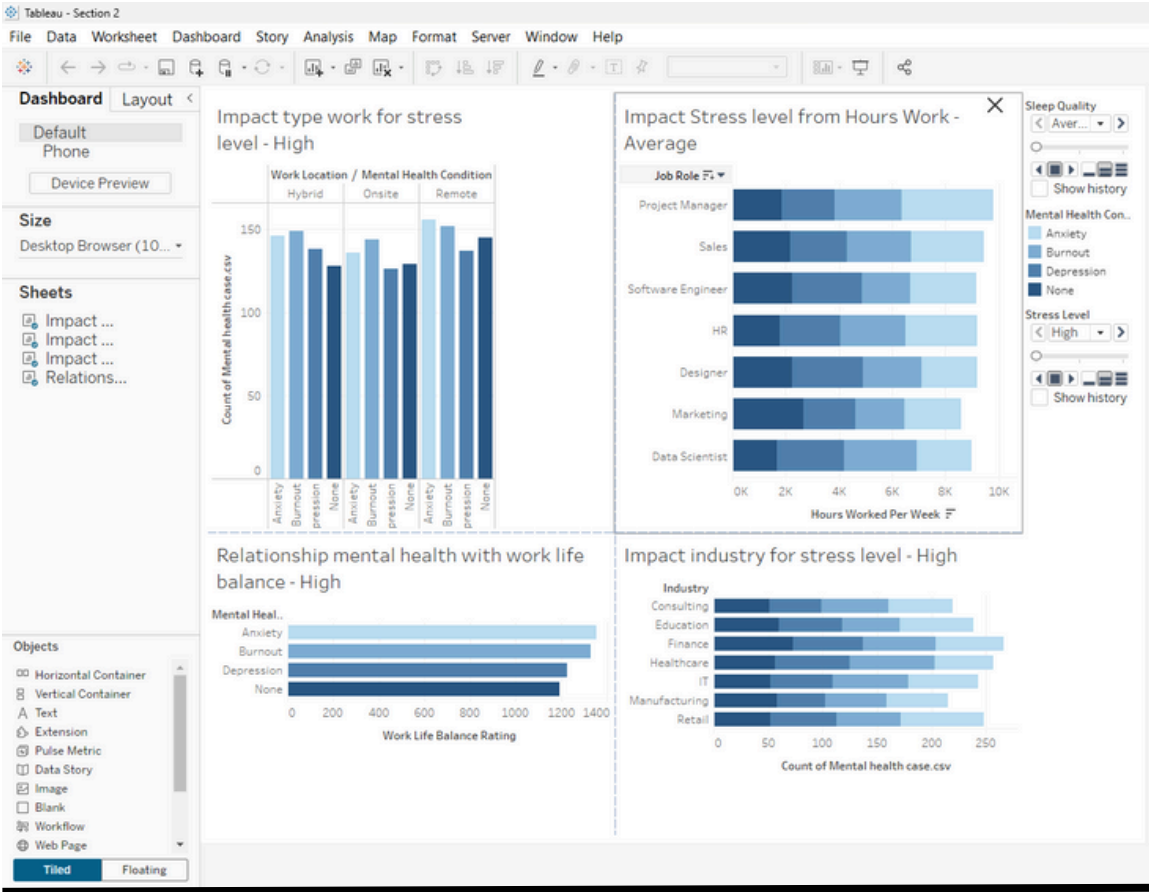 Tableau - Section 2
File Data Worksheet Dashboard Story Analysis Map Format Server Window Help
Dashboard Layout
Default
Phone
Device Preview
Size
Desktop Browser (10...
Sheets
Impact ...
Impact ...
Impact ...
Relations...
Objects
Horizontal Container
Vertical Container
A Text
Extension
Pulse Metric
Data Story
Image
Blank
Workflow
Web Page
Tiled Floating
Impact type work for stress
level - High
Work Location / Mental Health Condition
Hybrid Onsite Remote
Count of Mental health case.csv
150
100
50
0
Anxiety Burnout pression None Anxiety Burnout pression None Anxiety Burnout pression None
Impact Stress level from Hours Work -
Average
Job Role
Project Manager
Sales
Software Engineer
HR
Designer
Marketing
Data Scientist
0K 2K 4K 6K 8K 10K
Hours Worked Per Week
Sleep Quality
Aver...
Show history
Mental Health Con..
Anxiety
Burnout
Depression
None
Stress Level
High
Show history
Relationship mental health with work life
balance - High
Mental Heal..
Anxiety
Burnout
Depression
None
0 200 400 600 800 1000 1200 1400
Work Life Balance Rating
Impact industry for stress level - High
Industry
Consulting
Education
Finance
Healthcare
IT
Manufacturing
Retail
0 50 100 150 200 250
Count of Mental health case.csv